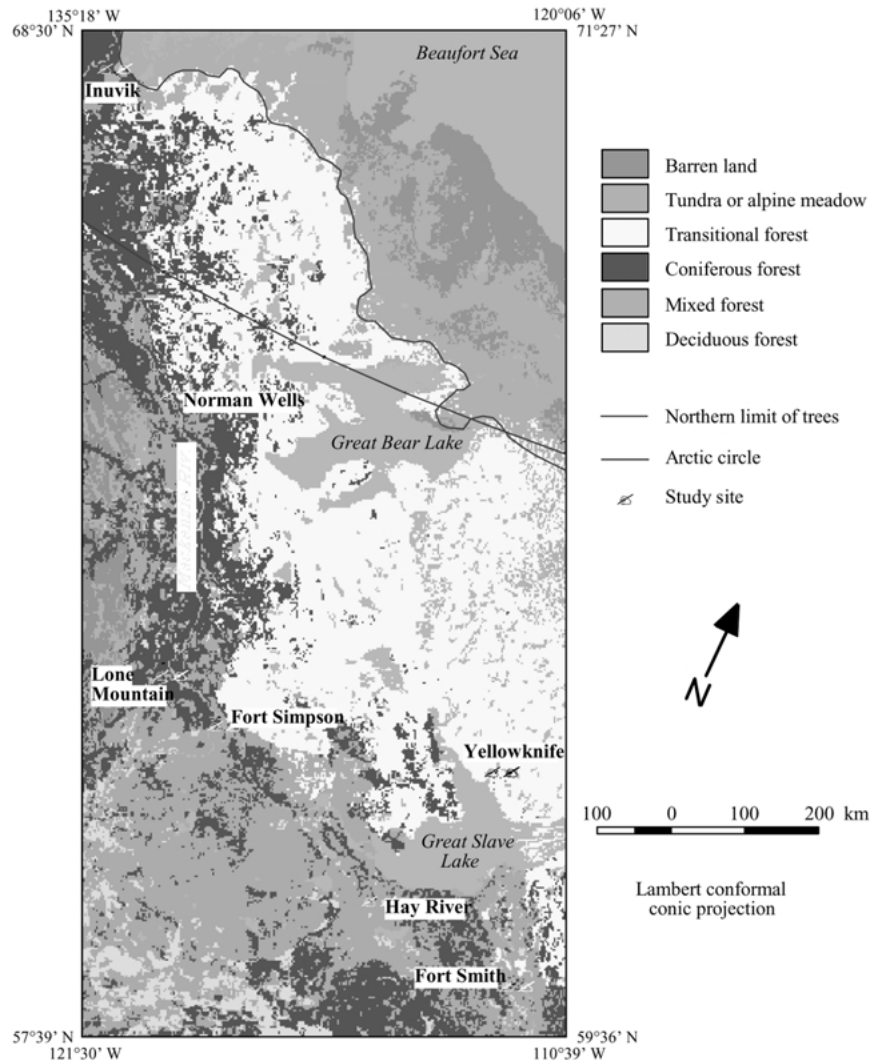 135°18’ W
120°06’ W
68°30’ N
71°27’ N
Beaufort Sea
Inuvik
Barren land
Tundra or alpine meadow
Transitional forest
Coniferous forest
Mixed forest
Deciduous forest
Norman Wells
Northern limit of trees
Great Bear Lake
Arctic circle
Study site
N
Lone
Mountain
Fort Simpson
Yellowknife
100 0 100 200 km
Great Slave
Lake
Lambert conformal
conic projection
Hay River
Fort Smith
57°39’ N
59°36’ N
121°30’ W
110°39’ W